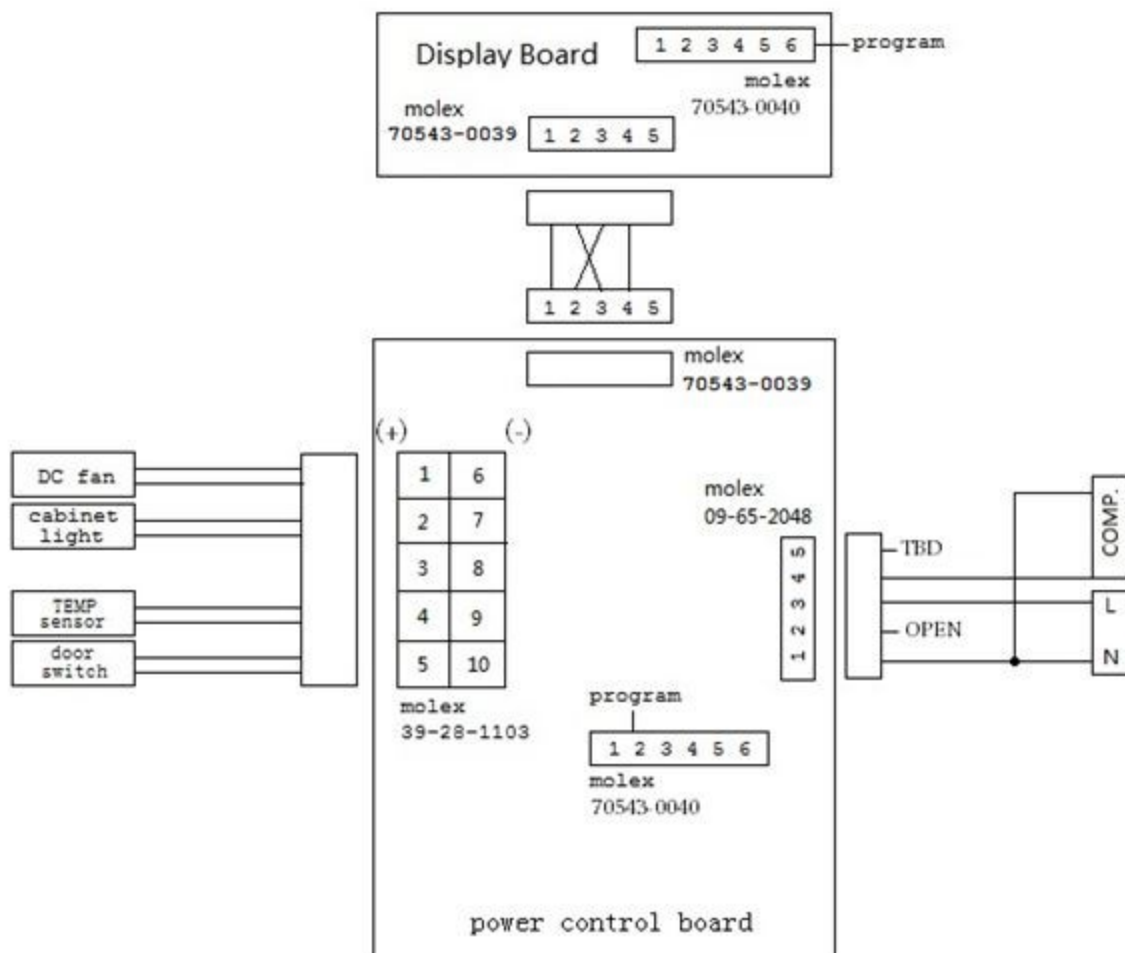 Display Board
1 2 3 4 5 6
program
molex
70543-0040
molex
70543-0039
1 2 3 4 5
1 2 3 4 5
molex
70543-0039
(+) (-)
DC fan
cabinet
light
TEMP
sensor
door
switch
1 6
2 7
3 8
4 9
5 10
molex
39-28-1103
molex
09-65-2048
1 2 3 4 5
TBD
OPEN
COMP.
L
N
program
1 2 3 4 5 6
molex
70543-0040
power control board